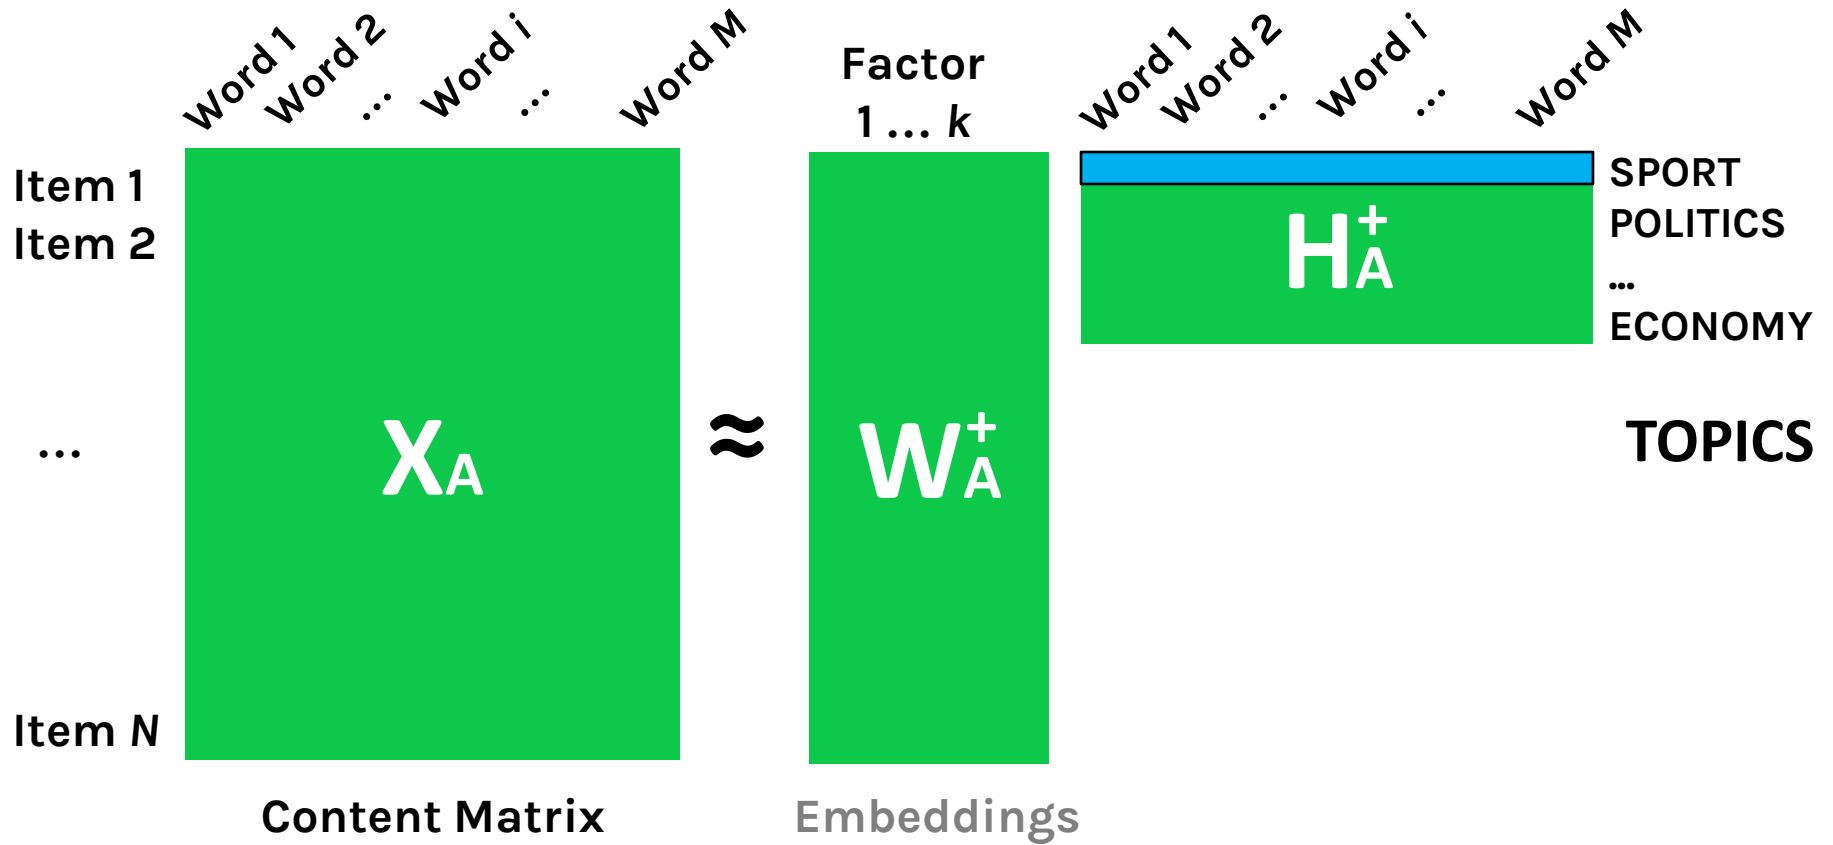 Word 1 Word 2 ... Word i ... Word M
Factor
1 ... k
Word 1 Word 2 ... Word i ... Word M
Item 1
Item 2
...
Item N
XA
≈
W+A
H+A
SPORT
POLITICS
...
ECONOMY
TOPICS
Content Matrix
Embeddings